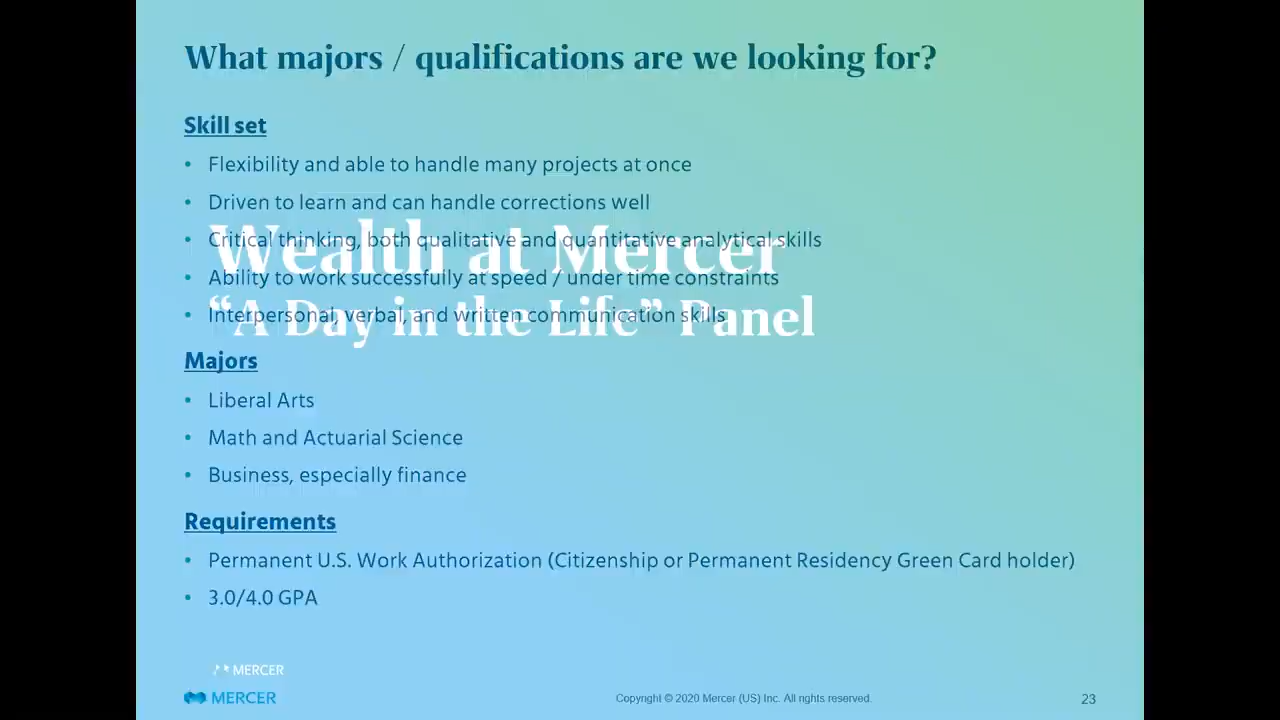 What majors / qualifications are we looking for?
Skill set
• Flexibility and able to handle many projects at once
• Driven to learn and can handle corrections well
• Critical thinking, both qualitative and quantitative analytical skills
Wealth at Mercer
• Ability to work successfully at speed / under time constraints
• Interpersonal, verbal, and written communication skills
“A Day in the Life” Panel
Majors
• Liberal Arts
• Math and Actuarial Science
• Business, especially finance
Requirements
• Permanent U.S. Work Authorization (Citizenship or Permanent Residency Green Card holder)
• 3.0/4.0 GPA
MERCER
MERCER
Copyright © 2020 Mercer (US) Inc. All rights reserved.
23